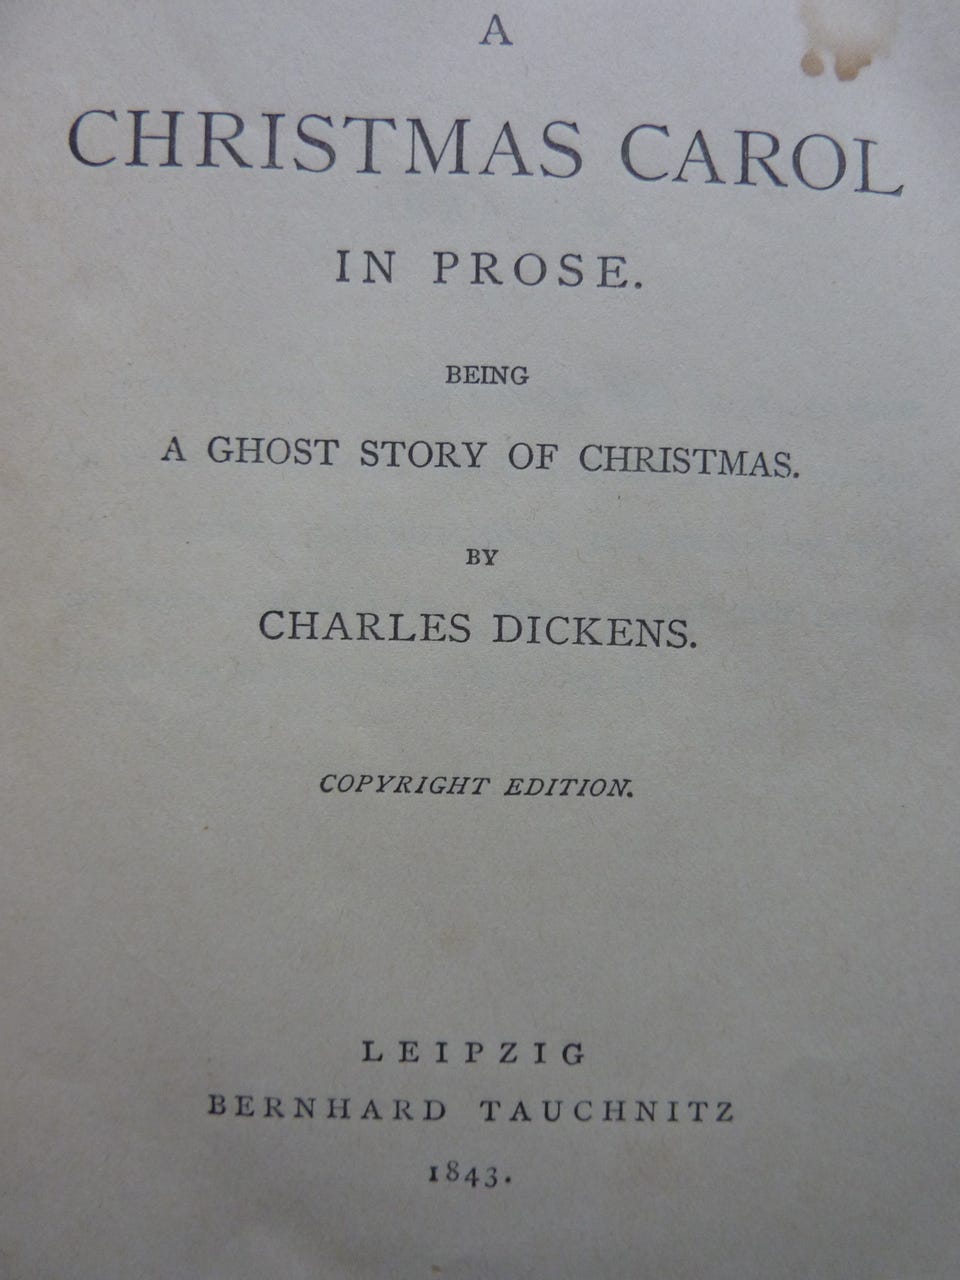 A
CHRISTMAS CAROL
IN PROSE.
BEING
A GHOST STORY OF CHRISTMAS.
BY
CHARLES DICKENS.
COPYRIGHT EDITION.
LEIPZIG
BERNHARD TAUCHNITZ
1843.